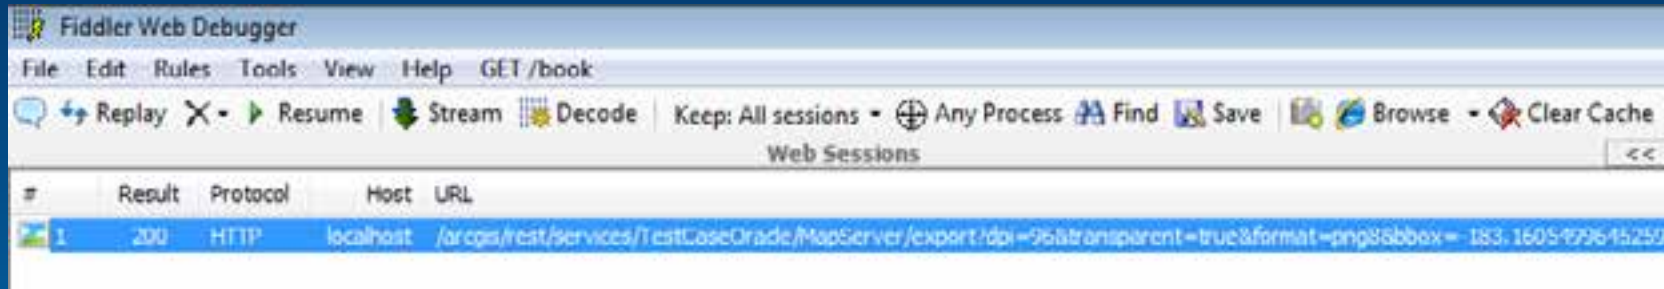 Fiddler Web Debugger
File Edit Rules Tools View Help GET /book
Replay X Resume Stream Decode Keep: All sessions Any Process Find Save Browse Clear Cache
Web Sessions <<
# Result Protocol Host URL
1 200 HTTP localhost /arcgis/rest/services/TestCaseOracle/MapServer/export?dpi=96&transparent=true&format=png8&bbox=-183.1605499645259